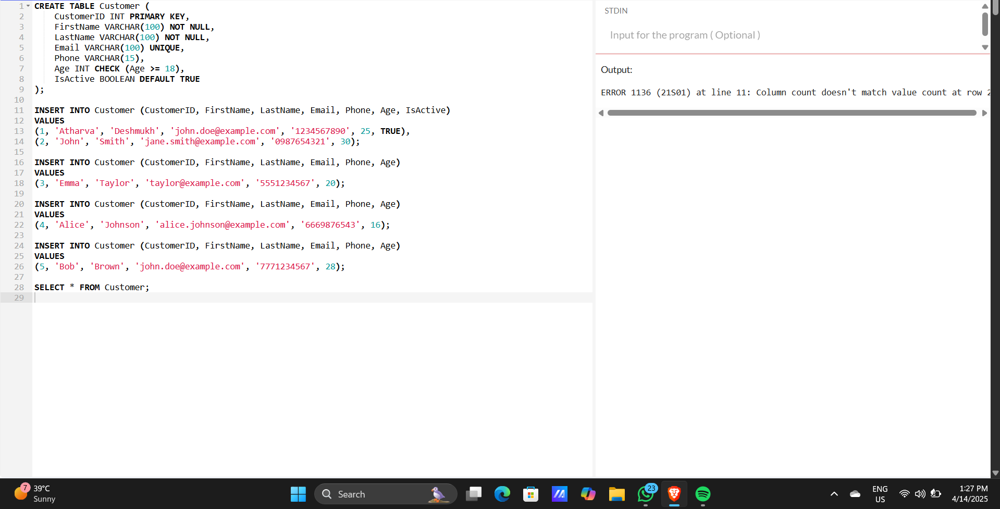 1 CREATE TABLE Customer (
2     CustomerID INT PRIMARY KEY,
3     FirstName VARCHAR(100) NOT NULL,
4     LastName VARCHAR(100) NOT NULL,
5     Email VARCHAR(100) UNIQUE,
6     Phone VARCHAR(15),
7     Age INT CHECK (Age >= 18),
8     IsActive BOOLEAN DEFAULT TRUE
9 );
10
11 INSERT INTO Customer (CustomerID, FirstName, LastName, Email, Phone, Age, IsActive)
12 VALUES
13 (1, 'Atharva', 'Deshmukh', 'john.doe@example.com', '1234567890', 25, TRUE),
14 (2, 'John', 'Smith', 'jane.smith@example.com', '0987654321', 30);
15
16 INSERT INTO Customer (CustomerID, FirstName, LastName, Email, Phone, Age)
17 VALUES
18 (3, 'Emma', 'Taylor', 'taylor@example.com', '5551234567', 20);
19
20 INSERT INTO Customer (CustomerID, FirstName, LastName, Email, Phone, Age)
21 VALUES
22 (4, 'Alice', 'Johnson', 'alice.johnson@example.com', '6669876543', 16);
23
24 INSERT INTO Customer (CustomerID, FirstName, LastName, Email, Phone, Age)
25 VALUES
26 (5, 'Bob', 'Brown', 'john.doe@example.com', '7771234567', 28);
27
28 SELECT * FROM Customer;
29
STDIN
Input for the program ( Optional )
Output:
ERROR 1136 (21S01) at line 11: Column count doesn't match value count at row 2
7
39°C
Sunny
Search
23
ENG
US
1:27 PM
4/14/2025